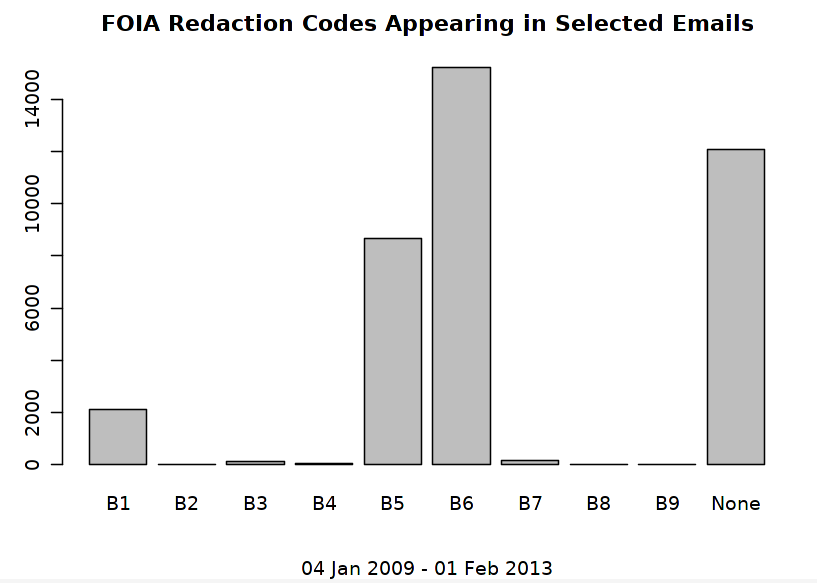 FOIA Redaction Codes Appearing in Selected Emails
14000
10000
6000
2000
0
B1 B2 B3 B4 B5 B6 B7 B8 B9 None
04 Jan 2009 - 01 Feb 2013